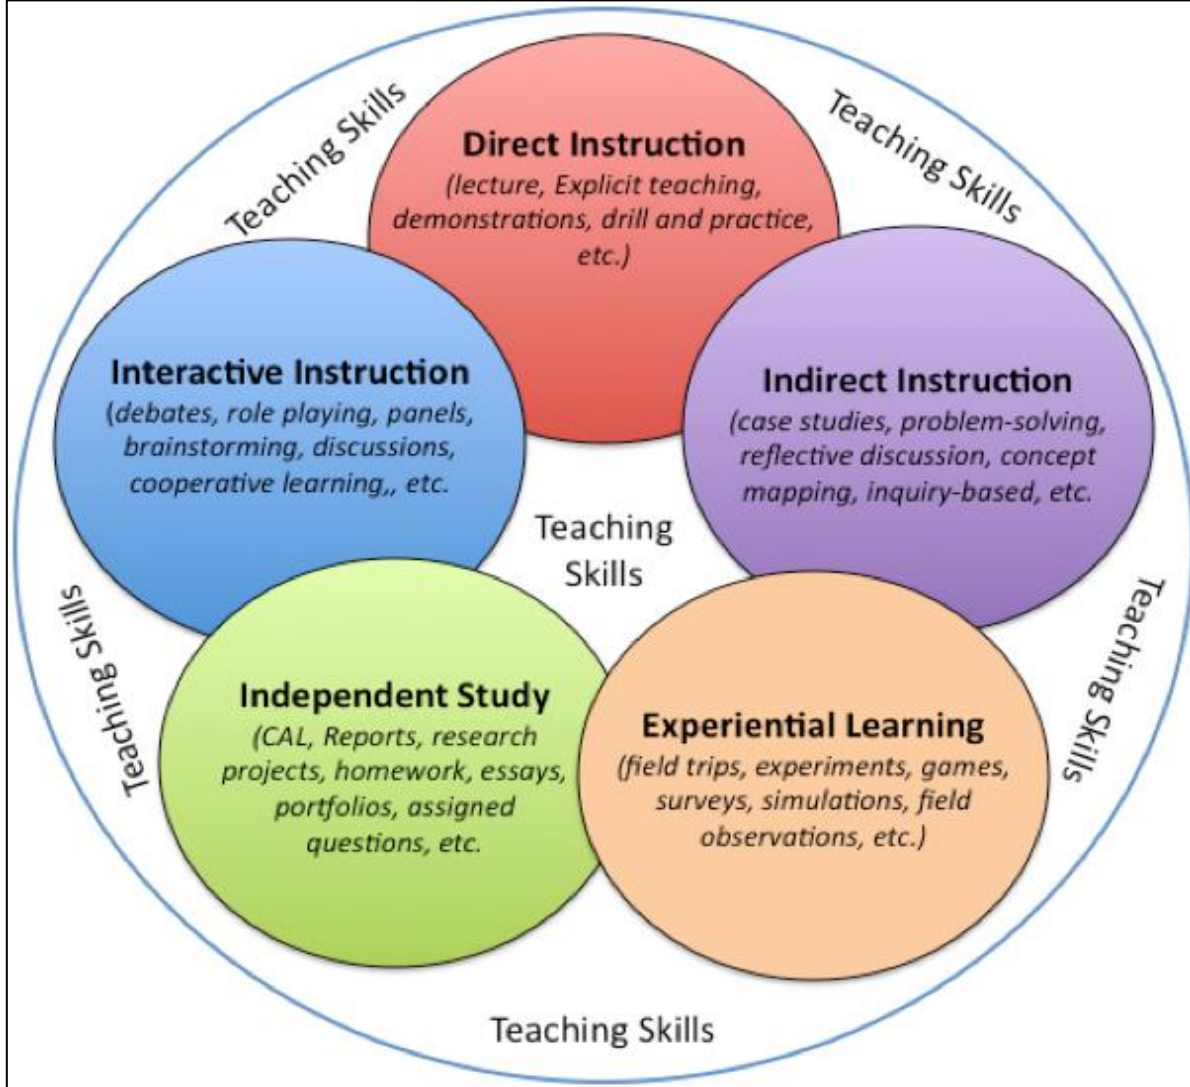 Teaching Skills
Teaching Skills
Direct Instruction
(lecture, Explicit teaching,
demonstrations, drill and practice,
etc.)
Interactive Instruction
(debates, role playing, panels,
brainstorming, discussions,
cooperative learning,, etc.
Indirect Instruction
(case studies, problem-solving,
reflective discussion, concept
mapping, inquiry-based, etc.
Teaching
Skills
Teaching Skills
Teaching Skills
Independent Study
(CAL, Reports, research
projects, homework, essays,
portfolios, assigned
questions, etc.
Experiential Learning
(field trips, experiments, games,
surveys, simulations, field
observations, etc.)
Teaching Skills